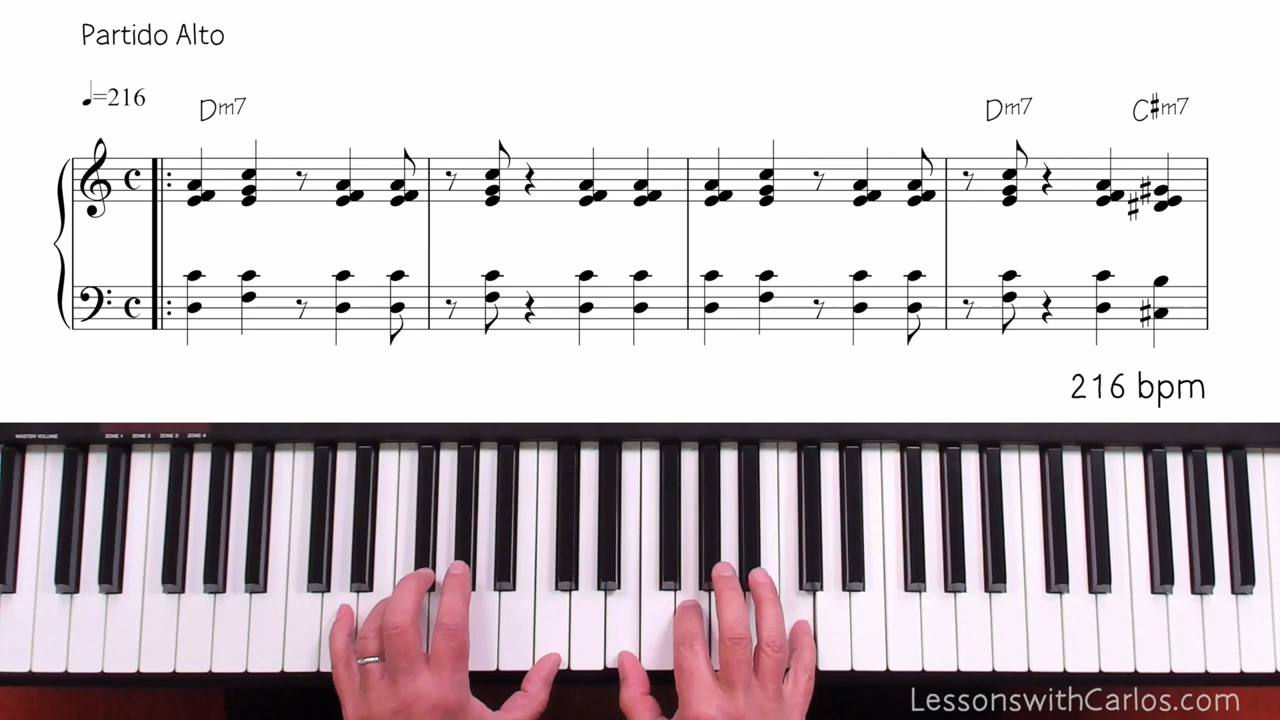 Partido Alto
♩=216
Dm7 Dm7 C#m7
216 bpm
MASTER VOLUME ZONE 1 ZONE 2 ZONE 3 ZONE 4
LessonswithCarlos.com